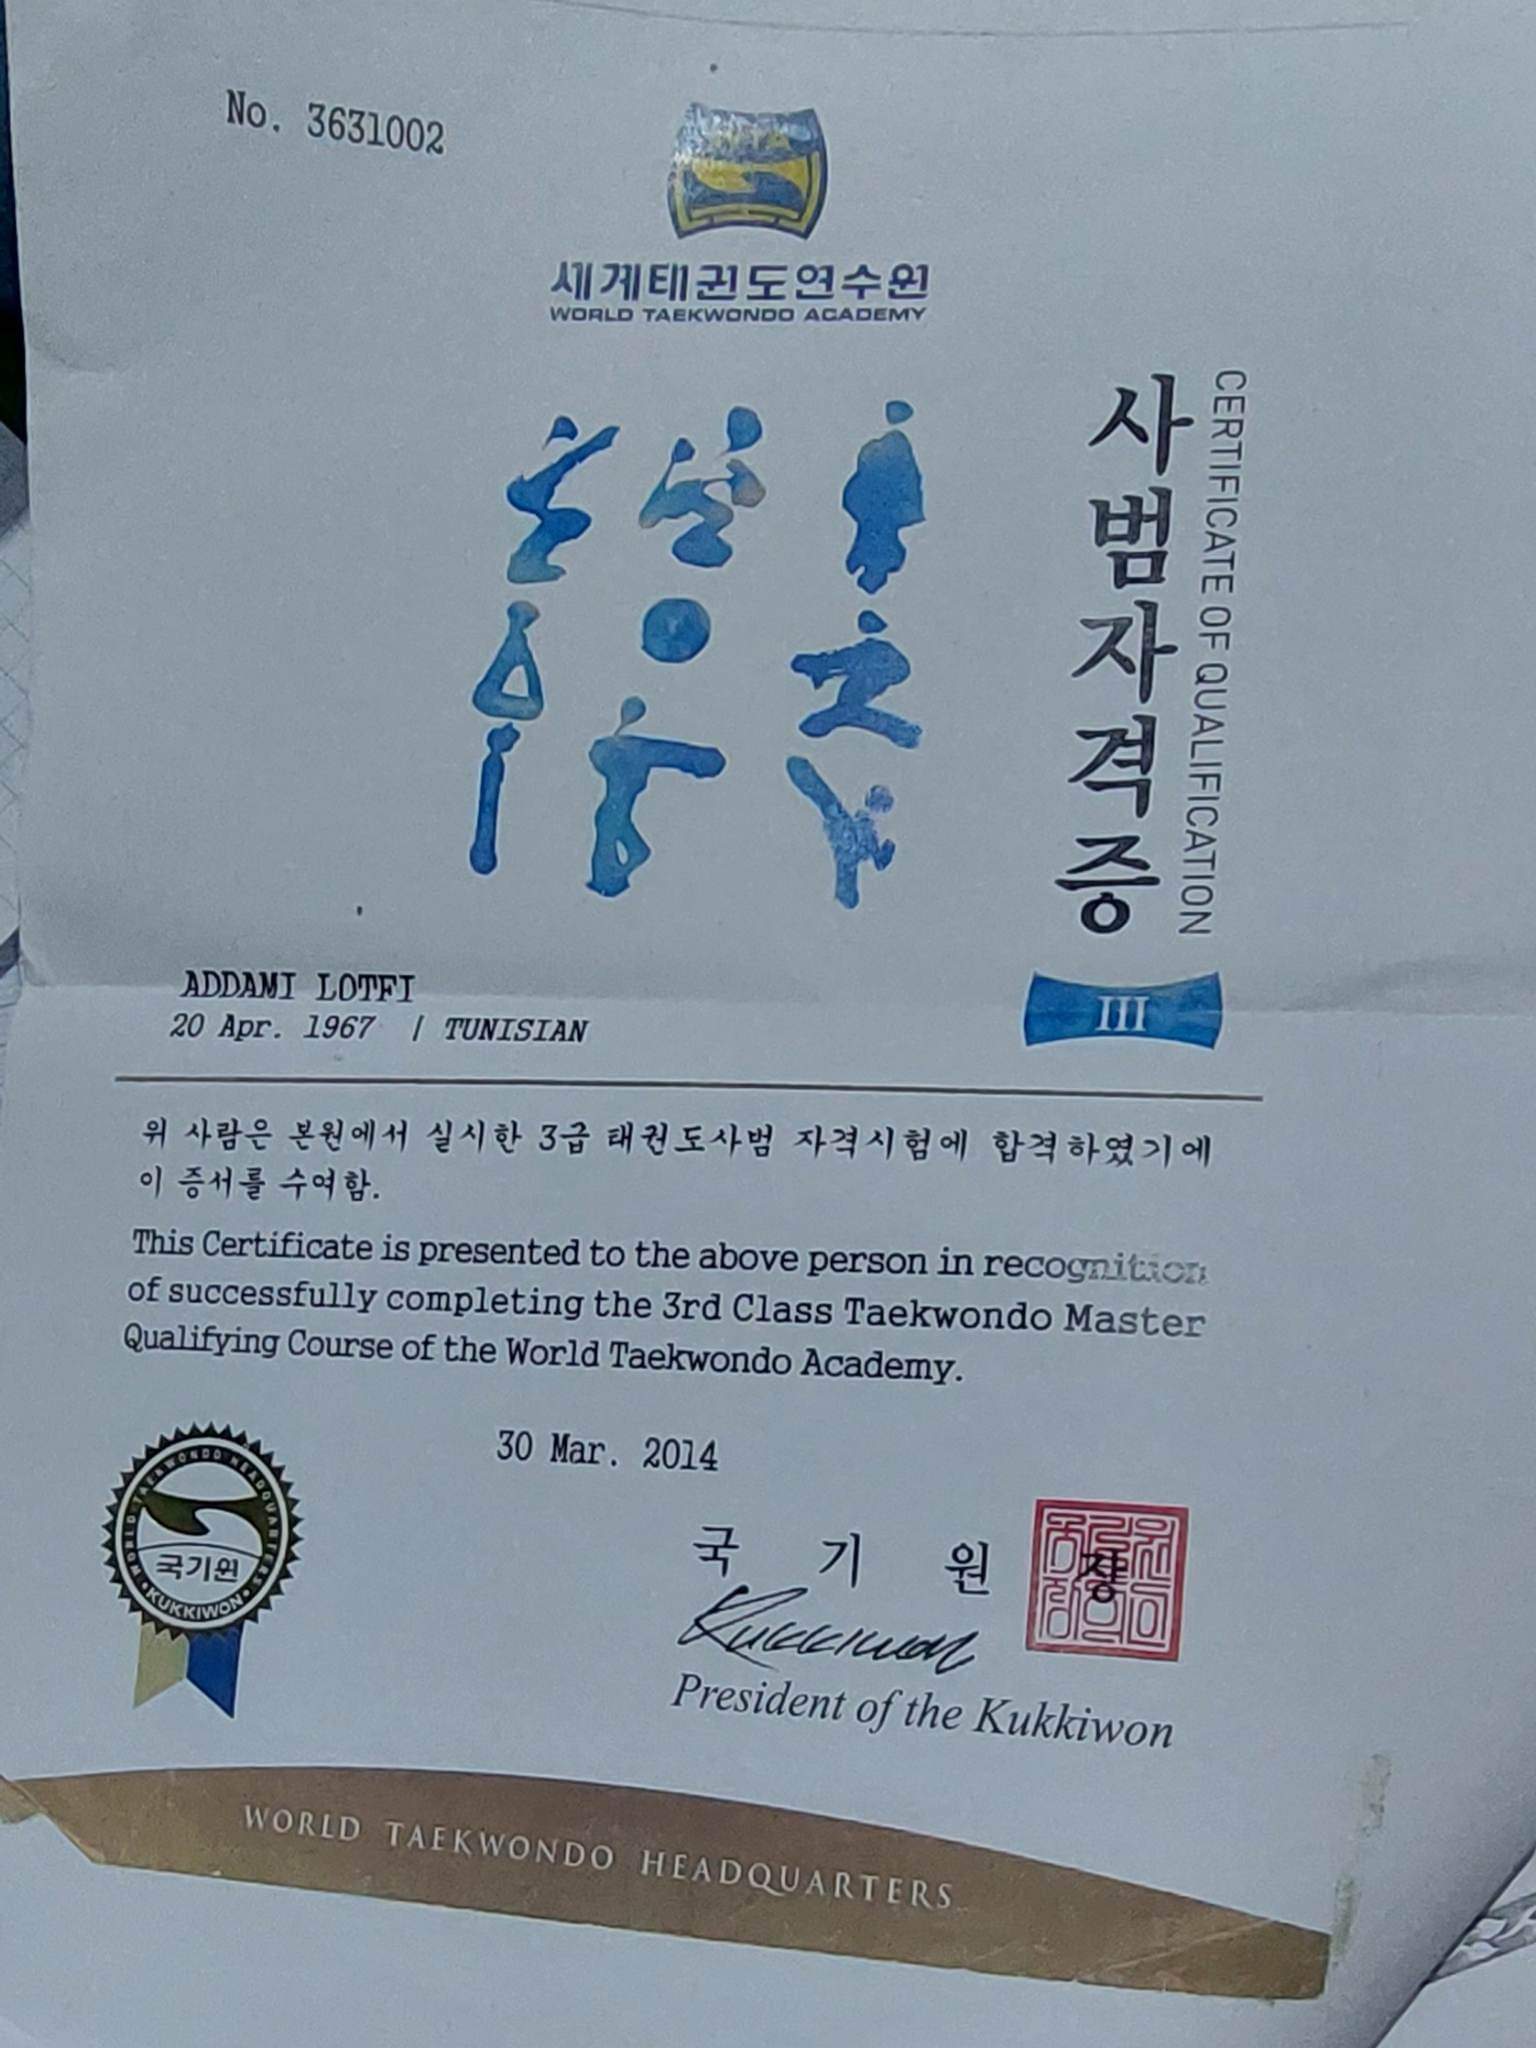 No. 3631002
세계태권도연수원
WORLD TAEKWONDO ACADEMY
사범자격증
CERTIFICATE OF QUALIFICATION
III
ADDAMI LOTFI
20 Apr. 1967 / TUNISIAN
위 사람은 본원에서 실시한 3급 태권도사범 자격시험에 합격하였기에
이 증서를 수여함.
This Certificate is presented to the above person in recognition
of successfully completing the 3rd Class Taekwondo Master
Qualifying Course of the World Taekwondo Academy.
30 Mar. 2014
WORLD TAEKWONDO HEADQUARTERS
국기원
KUKKIWON
국 기 원 장
Kukkiwon
President of the Kukkiwon
WORLD TAEKWONDO HEADQUARTERS